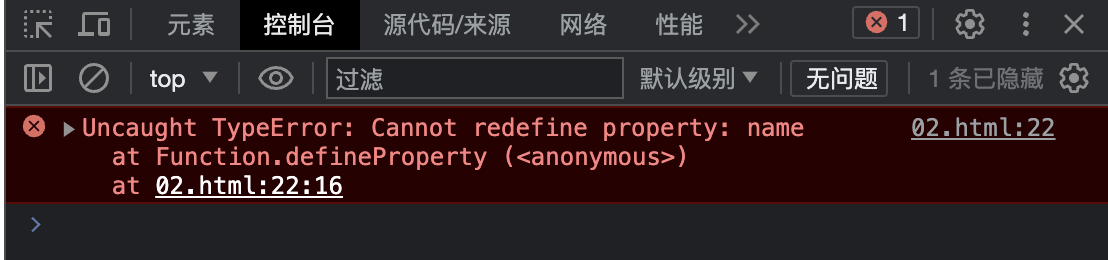 元素 控制台 源代码/来源 网络 性能 1
top 过滤 默认级别 无问题 1 条已隐藏
Uncaught TypeError: Cannot redefine property: name 02.html:22
at Function.defineProperty (<anonymous>)
at 02.html:22:16